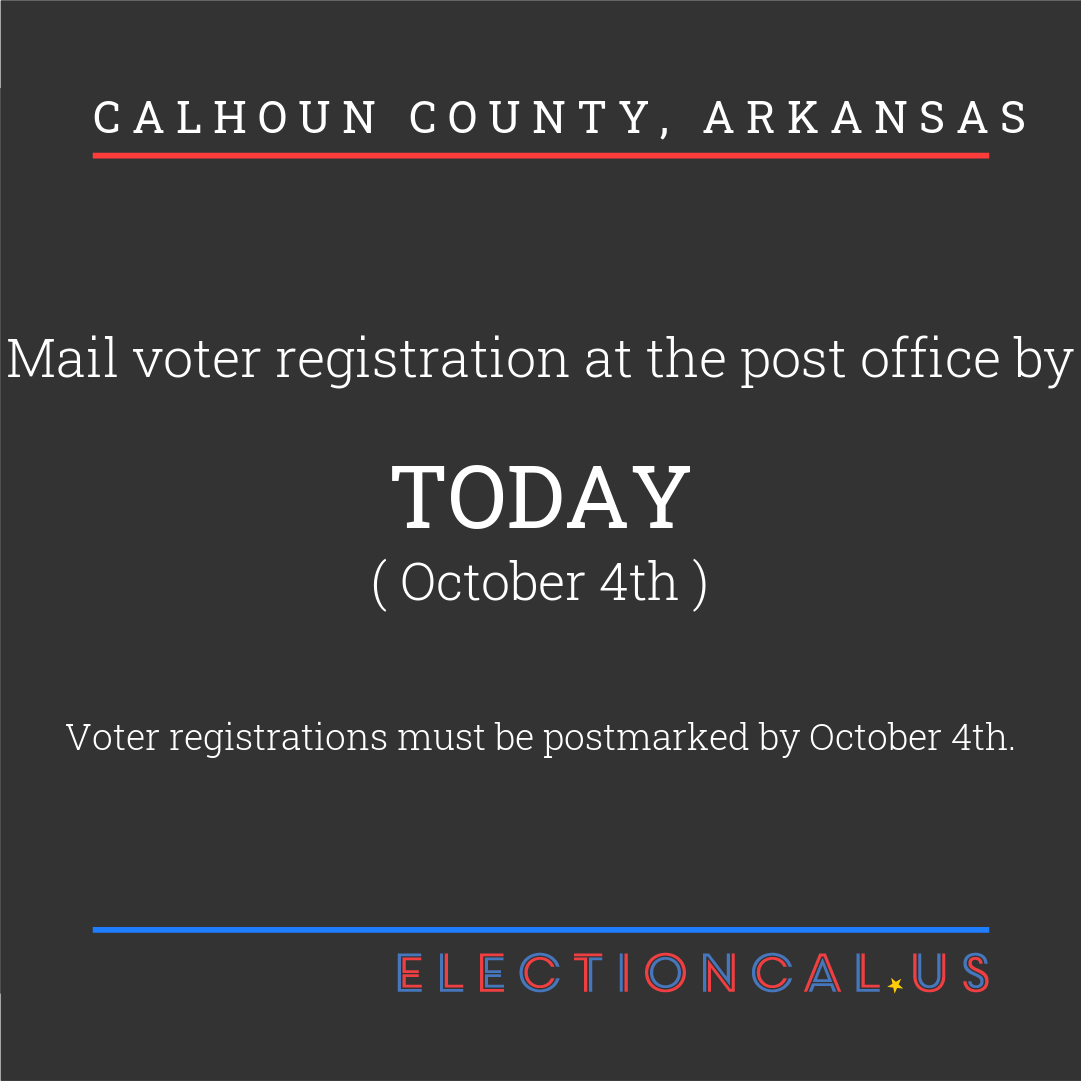 CALHOUN COUNTY, ARKANSAS
Mail voter registration at the post office by
TODAY
( October 4th )
Voter registrations must be postmarked by October 4th.
ELECTIONCAL.US